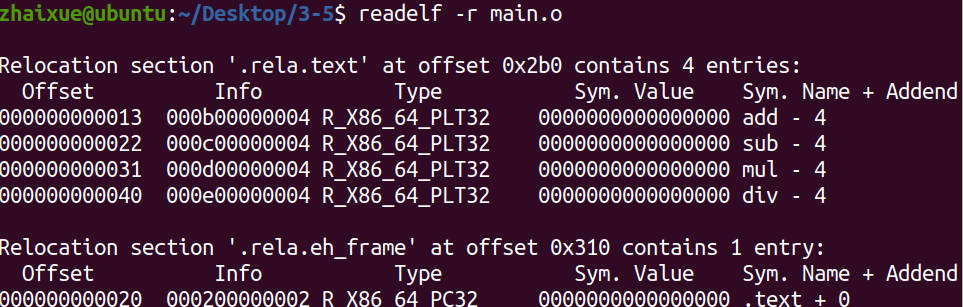 zhaixue@ubuntu:~/Desktop/3-5$ readelf -r main.o
Relocation section '.rela.text' at offset 0x2b0 contains 4 entries:
Offset Info Type Sym. Value Sym. Name + Addend
000000000013 000b00000004 R_X86_64_PLT32 0000000000000000 add - 4
000000000022 000c00000004 R_X86_64_PLT32 0000000000000000 sub - 4
000000000031 000d00000004 R_X86_64_PLT32 0000000000000000 mul - 4
000000000040 000e00000004 R_X86_64_PLT32 0000000000000000 div - 4
Relocation section '.rela.eh_frame' at offset 0x310 contains 1 entry:
Offset Info Type Sym. Value Sym. Name + Addend
000000000020 000200000002 R_X86_64_PC32 0000000000000000 .text + 0